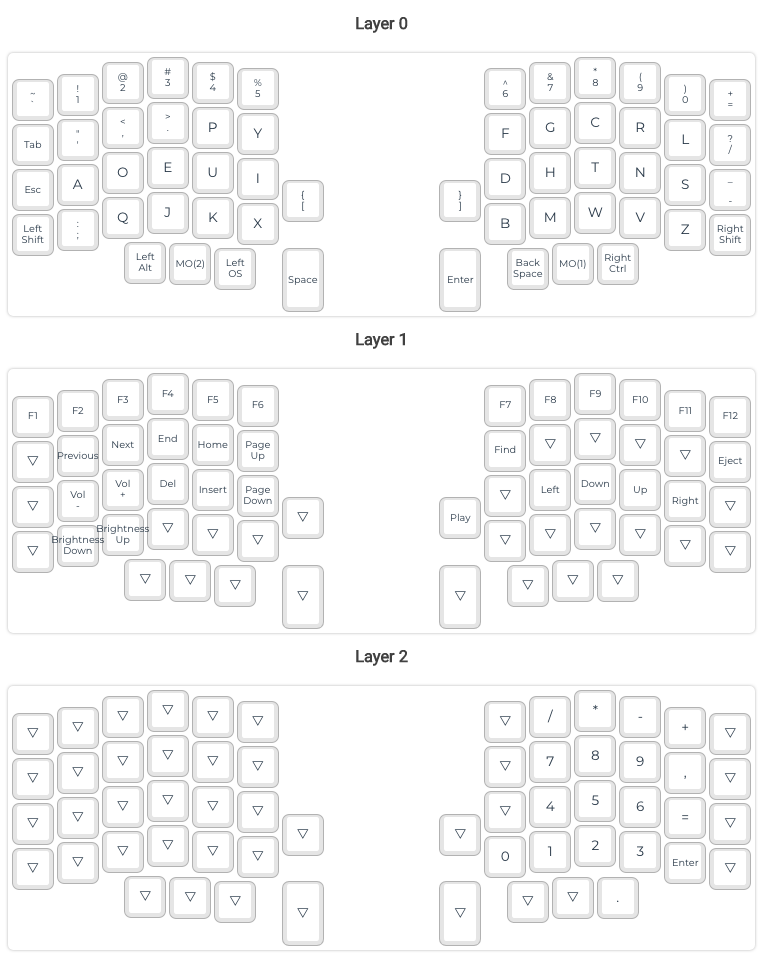 Layer 0
~ ! @ # $ % ^ & * ( ) +
` 1 2 3 4 5 6 7 8 9 0 =
Tab " ' < , > . P Y F G C R L ? /
Esc A O E U I { [ } ] D H T N S _ -
Left Shift : ; Q J K X B M W V Z Right Shift
Left Alt MO(2) Left OS Space Enter Back Space MO(1) Right Ctrl
Layer 1
F1 F2 F3 F4 F5 F6 F7 F8 F9 F10 F11 F12
▽ Previous Next End Home Page Up Find ▽ ▽ ▽ ▽ Eject
▽ Vol - Vol + Del Insert Page Down ▽ Play ▽ Left Down Up Right ▽
▽ Brightness Down Brightness Up ▽ ▽ ▽ ▽ ▽ ▽ ▽ ▽ ▽
▽ ▽ ▽ ▽ ▽ ▽ ▽ ▽
Layer 2
▽ ▽ ▽ ▽ ▽ ▽ ▽ / * - + ▽
▽ ▽ ▽ ▽ ▽ ▽ ▽ 7 8 9 , ▽
▽ ▽ ▽ ▽ ▽ ▽ ▽ ▽ ▽ 4 5 6 = ▽
▽ ▽ ▽ ▽ ▽ ▽ 0 1 2 3 Enter ▽
▽ ▽ ▽ ▽ ▽ ▽ ▽ .